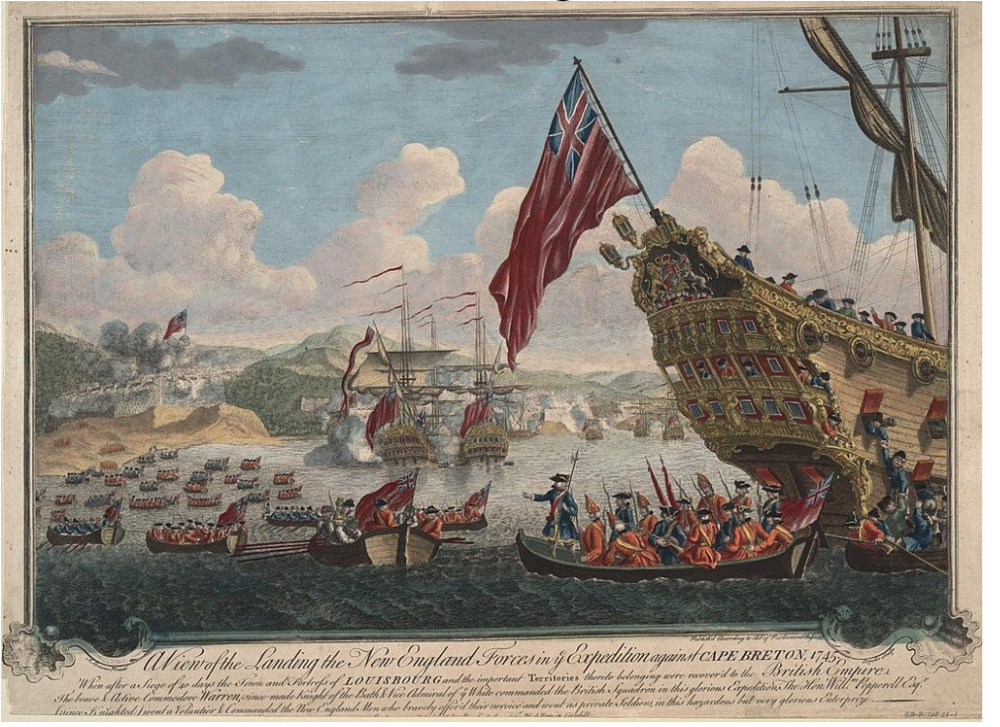 Publish'd According to Act of Parliament
A View of the Landing the New England Forces in ye Expedition against CAPE BRETON, 1745.
When after a Siege of 40 days the Town and Fortress of LOUISBOURG and the important Territories thereto belonging were recover'd to the British Empire.
The brave & Active Commodore Warren, since made Knight of the Bath & Vice Admiral of ye White commanded the British Squadron in this glorious Expedition. The Hon. Will.m Pepperell Esq.r
(since Knighted) went a Volantier & Commanded the New England Men who bravely offer'd their service and went as private Soldiers in this hazardous but very glorious Enterprize.